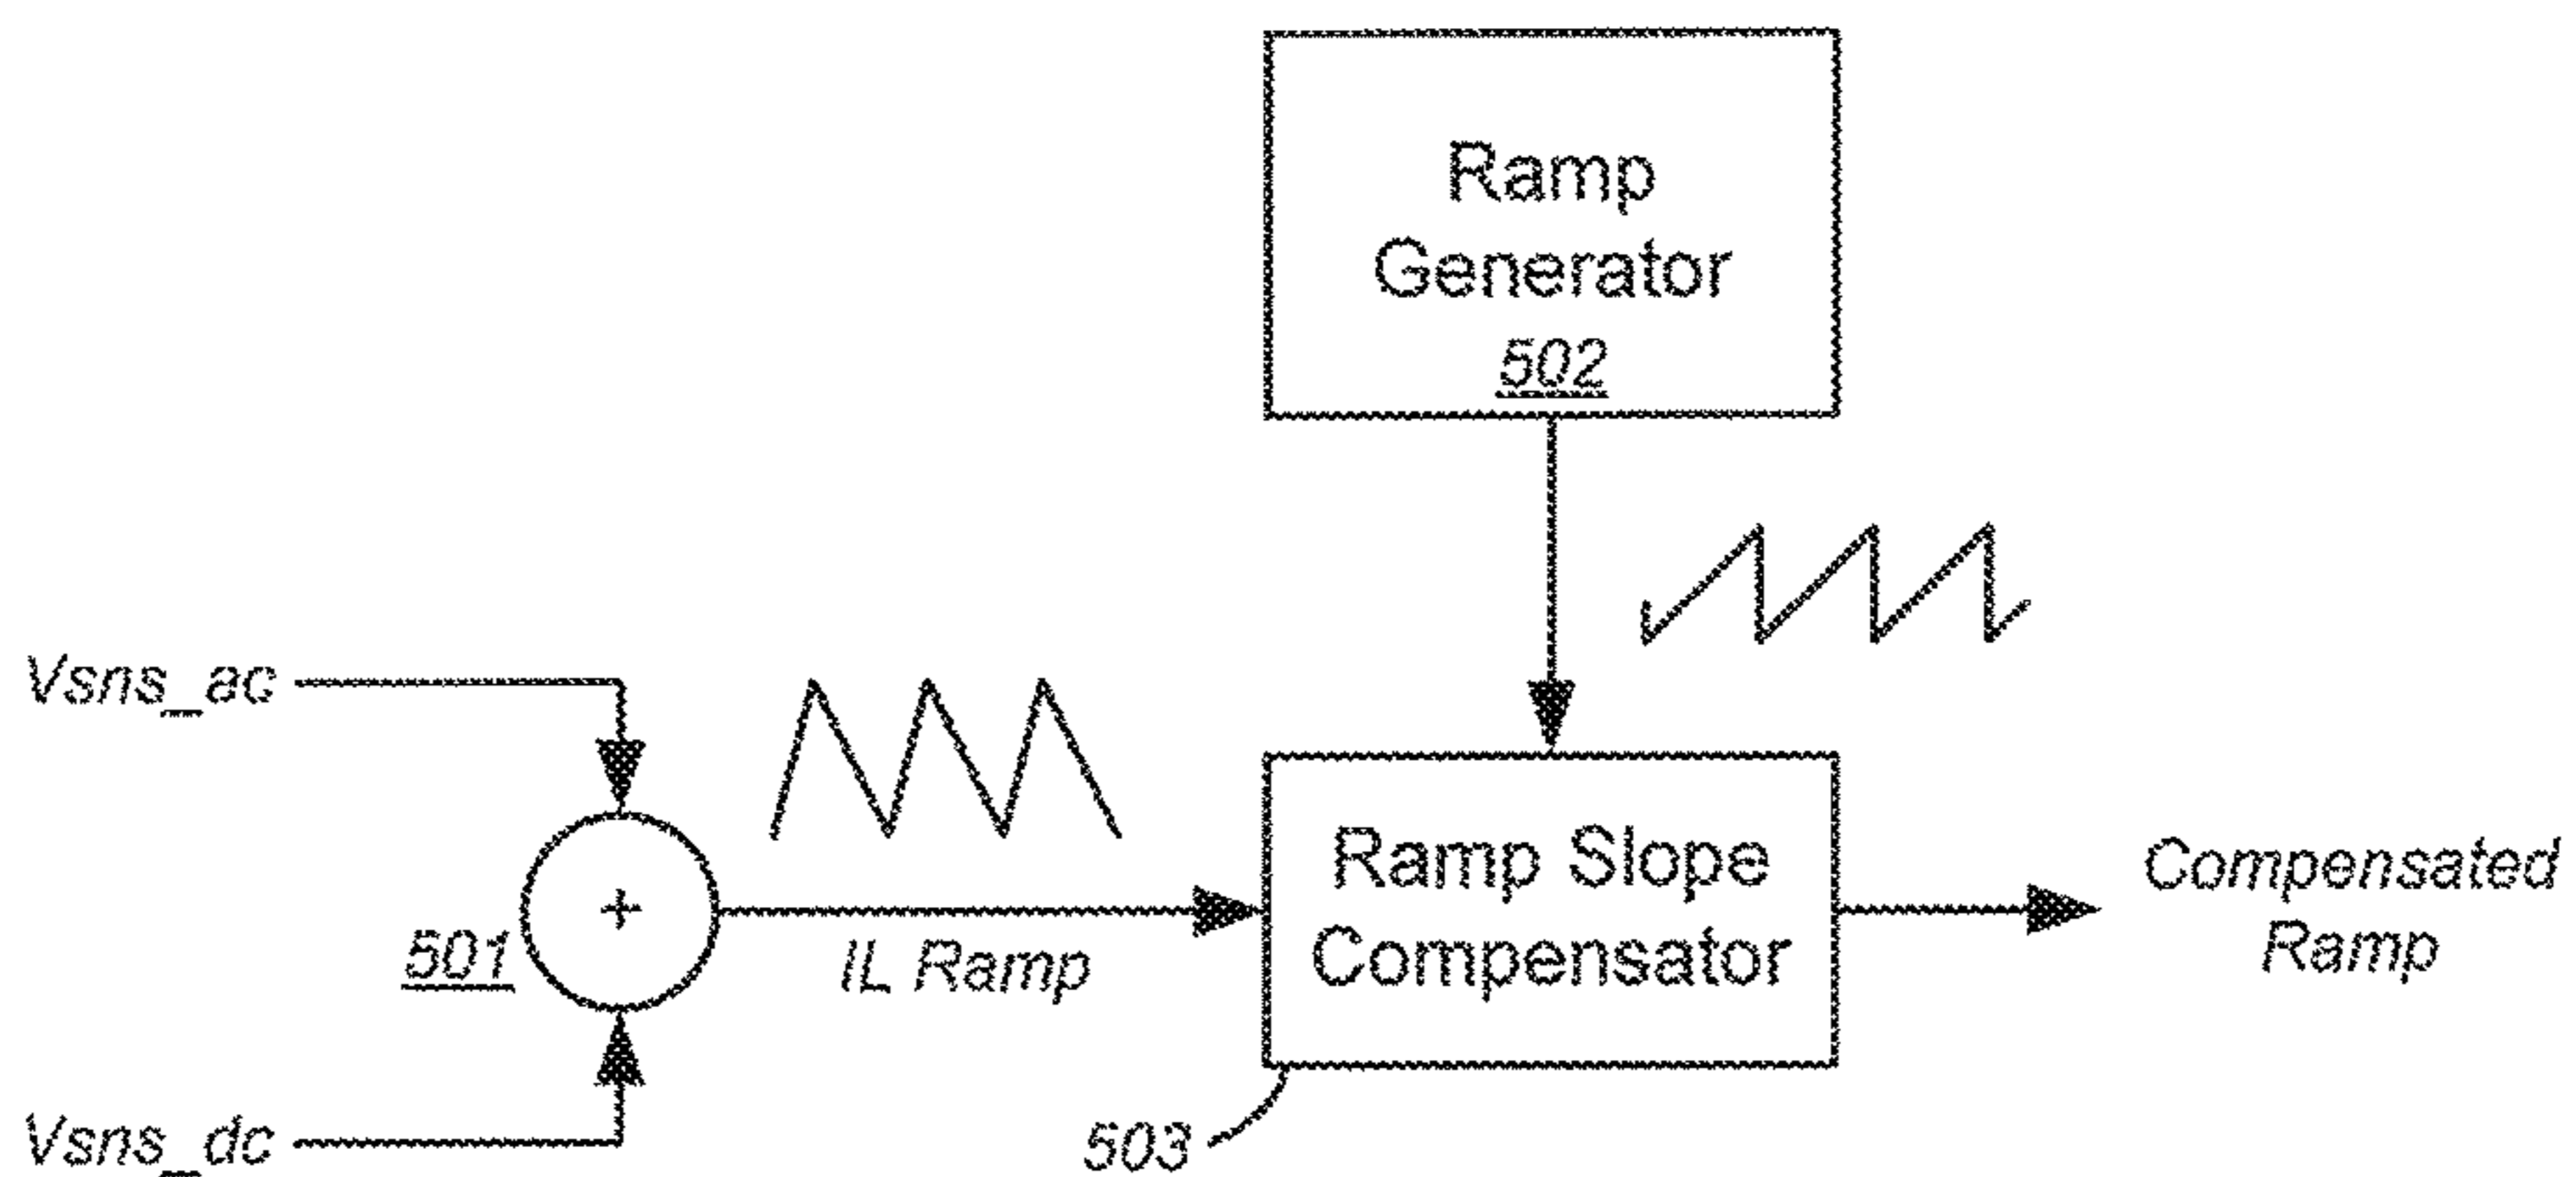 Ramp
Generator
502
Vsns_ac
+
501
IL Ramp
Ramp Slope
Compensator
Compensated
Ramp
Vsns_dc
503